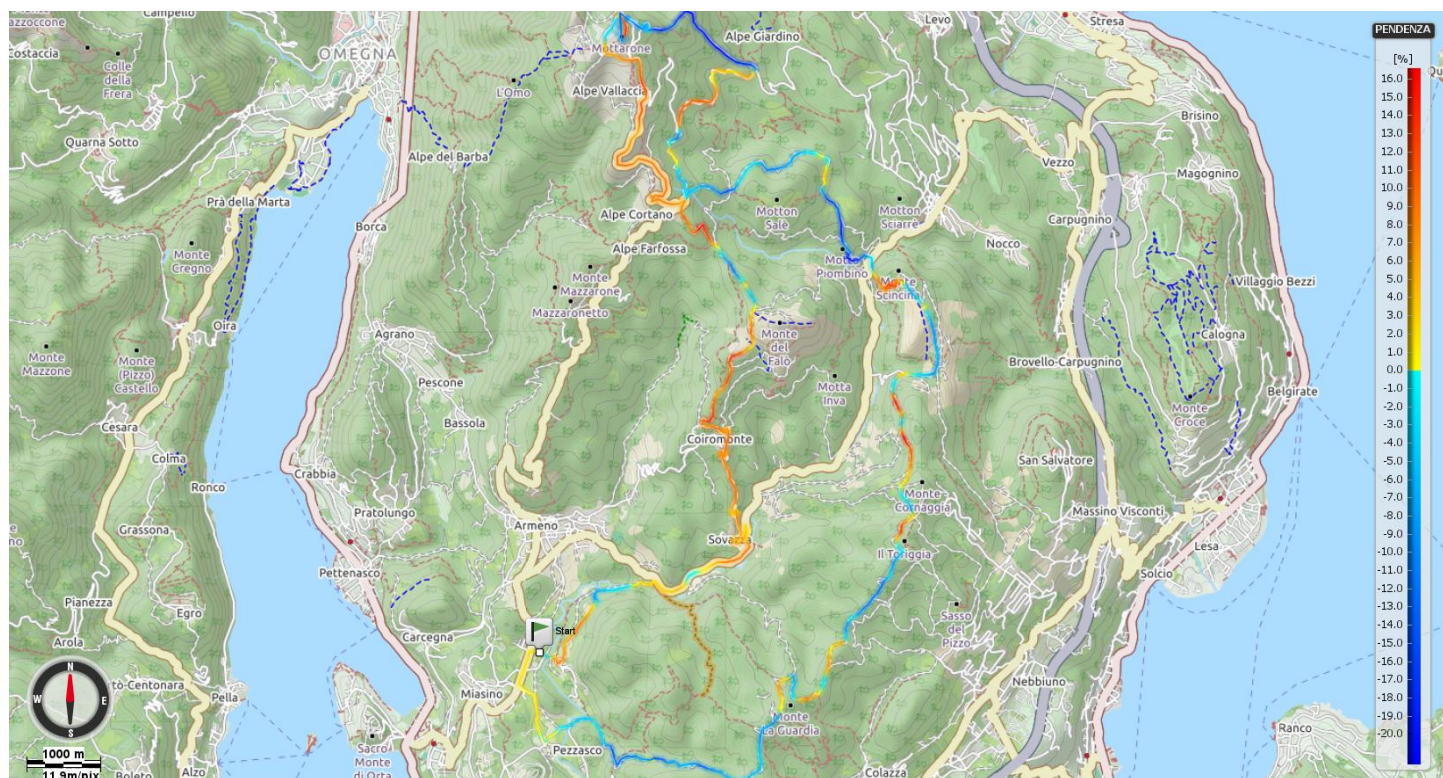 Campello
Levo
Stresa
Costaccia
OMEGNA
Mottarone
Alpe Giardino
Colle
della
Frera
L'Omo
Alpe Vallaccia
Brisino
Quarna Sotto
Alpe del Barba
Vezzo
Magognino
Prà della Marta
Borca
Alpe Cortano
Motton
Sale
Motton
Sciarre
Carpugnino
Nocco
Alpe Farfossa
Monte
Cregno
Motto
Piombino
Monte
Mazzarone
Monte
Scincina
Villaggio Bezzi
Mazzaronetto
Oira
Agrano
Monte
del
Falò
Calogna
Monte
Mazzone
Monte
(Pizzo)
Castello
Brovello-Carpugnino
Pescone
Motta
Inva
Belgirate
Monte
Croce
Cesara
Bassola
Coiromonte
Colma
San Salvatore
Ronco
Crabbia
Monte
Cornaggia
Grassona
Pratolungo
Massino Visconti
Armeno
Sovazza
Il Toriggia
Lesa
Pettenasco
Solcio
Pianezza
Egro
Sasso
del
Pizzo
Arola
Carcegna
Start
Nebbiuno
Miasino
Pella
Monte
La Guardia
Ranco
Pezzasco
Sacro
Monte
di Orta
Colazza
Boleto
Alzo
N
W
E
S
1000 m
11.9m/pix
PENDENZA
[%]
16.0
15.0
14.0
13.0
12.0
11.0
10.0
9.0
8.0
7.0
6.0
5.0
4.0
3.0
2.0
1.0
0.0
-1.0
-2.0
-3.0
-4.0
-5.0
-6.0
-7.0
-8.0
-9.0
-10.0
-11.0
-12.0
-13.0
-14.0
-15.0
-16.0
-17.0
-18.0
-19.0
-20.0